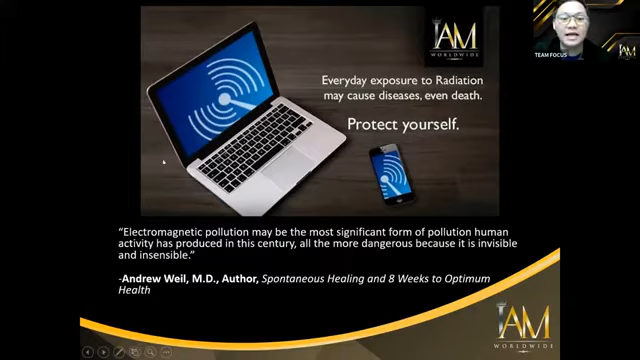 IAM
WORLDWIDE
Everyday exposure to Radiation
may cause diseases, even death.
Protect yourself.
TEAM FOCUS
IAM
WORLDWIDE
"Electromagnetic pollution may be the most significant form of pollution human
activity has produced in this century, all the more dangerous because it is invisible
and insensible."
-Andrew Weil, M.D., Author, Spontaneous Healing and 8 Weeks to Optimum
Health
IAM
WORLDWIDE